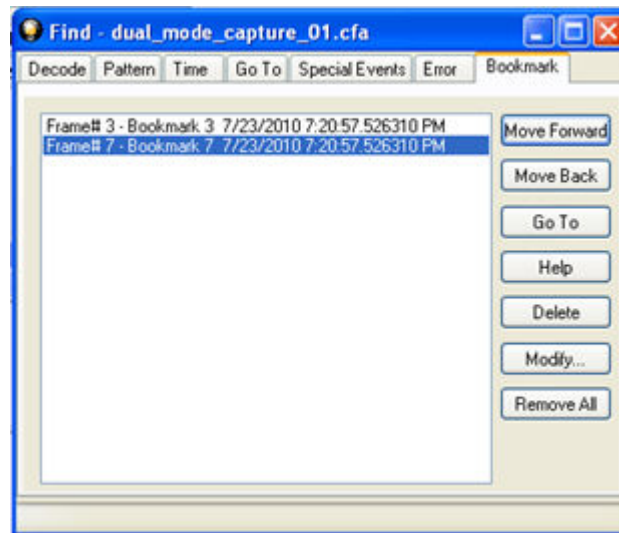 Find - dual_mode_capture_01.cfa
Decode Pattern Time Go To Special Events Error Bookmark
Frame# 3 - Bookmark 3 7/23/2010 7:20:57.526310 PM
Frame# 7 - Bookmark 7 7/23/2010 7:20:57.526310 PM
Move Forward
Move Back
Go To
Help
Delete
Modify...
Remove All